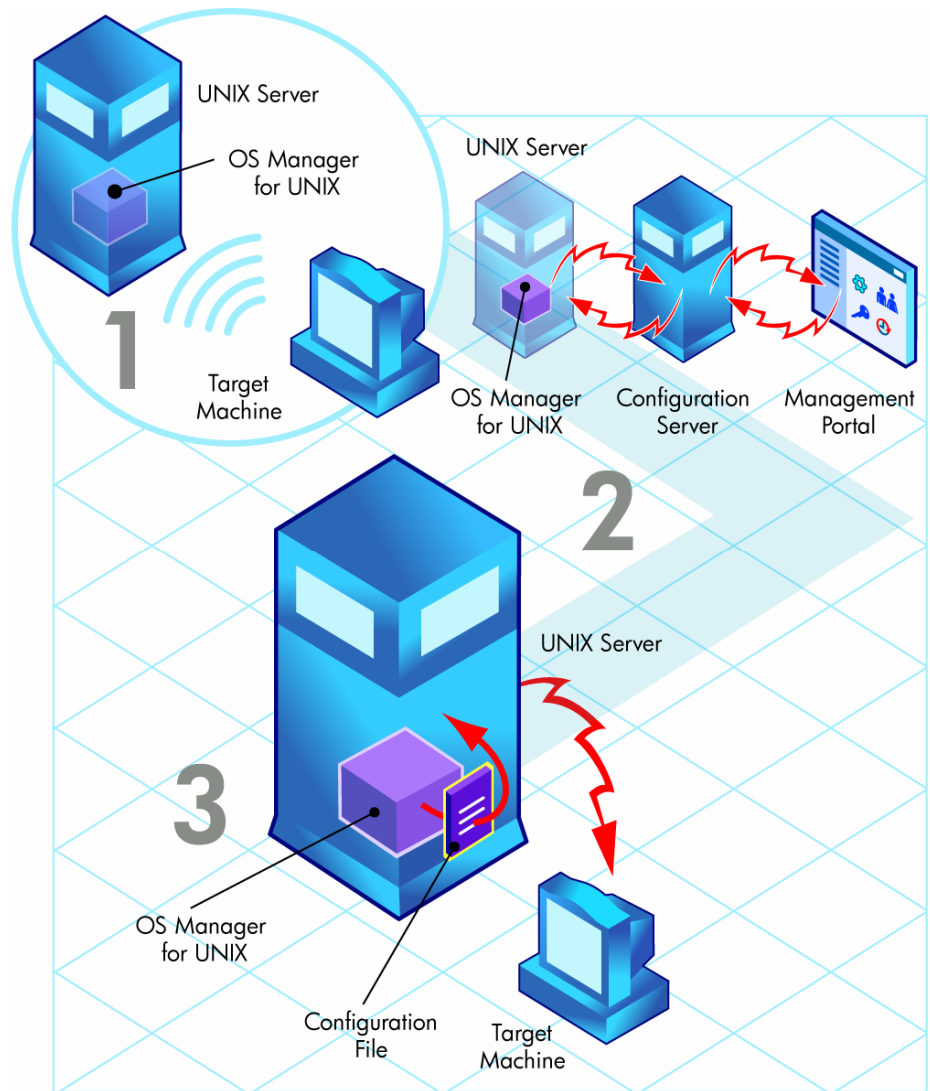 UNIX Server
OS Manager
for UNIX
1
Target
Machine
UNIX Server
OS Manager
for UNIX
Configuration
Server
Management
Portal
2
UNIX Server
3
OS Manager
for UNIX
Configuration
File
Target
Machine